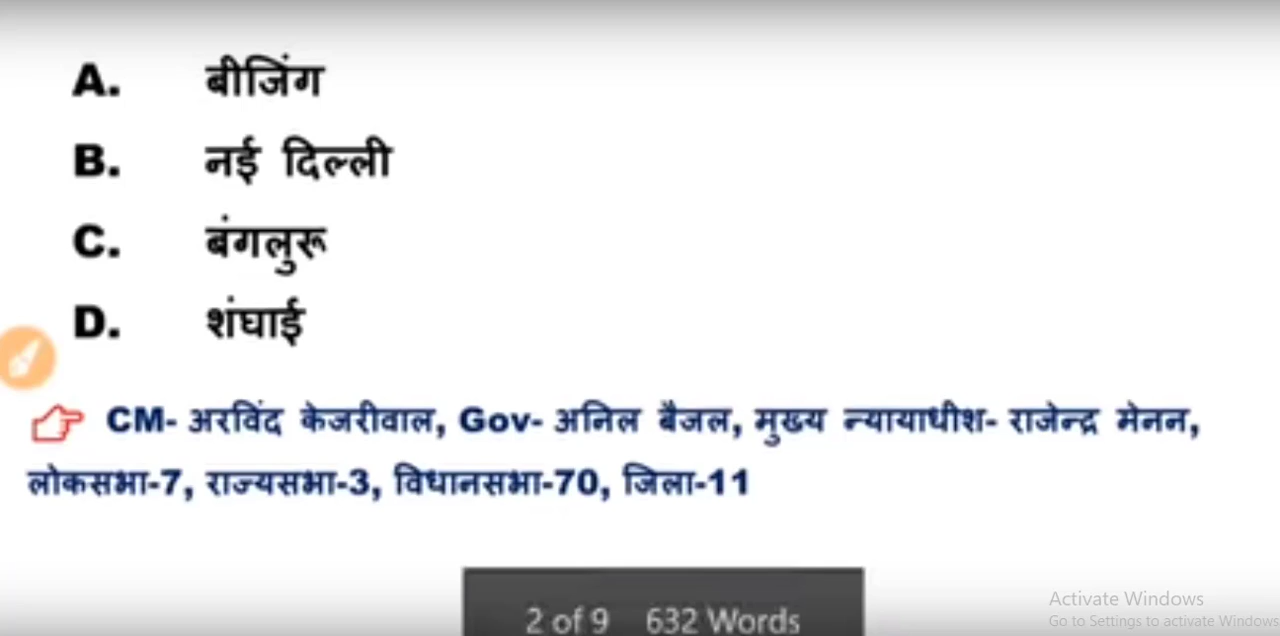 A. बीजिंग
B. नई दिल्ली
C. बंगलुरू
D. शंघाई
CM- अरविंद केजरीवाल, Gov- अनिल बैजल, मुख्य न्यायाधीश- राजेन्द्र मेनन,
लोकसभा-7, राज्यसभा-3, विधानसभा-70, जिला-11
2 of 9 632 Words
Activate Windows
Go to Settings to activate Windows